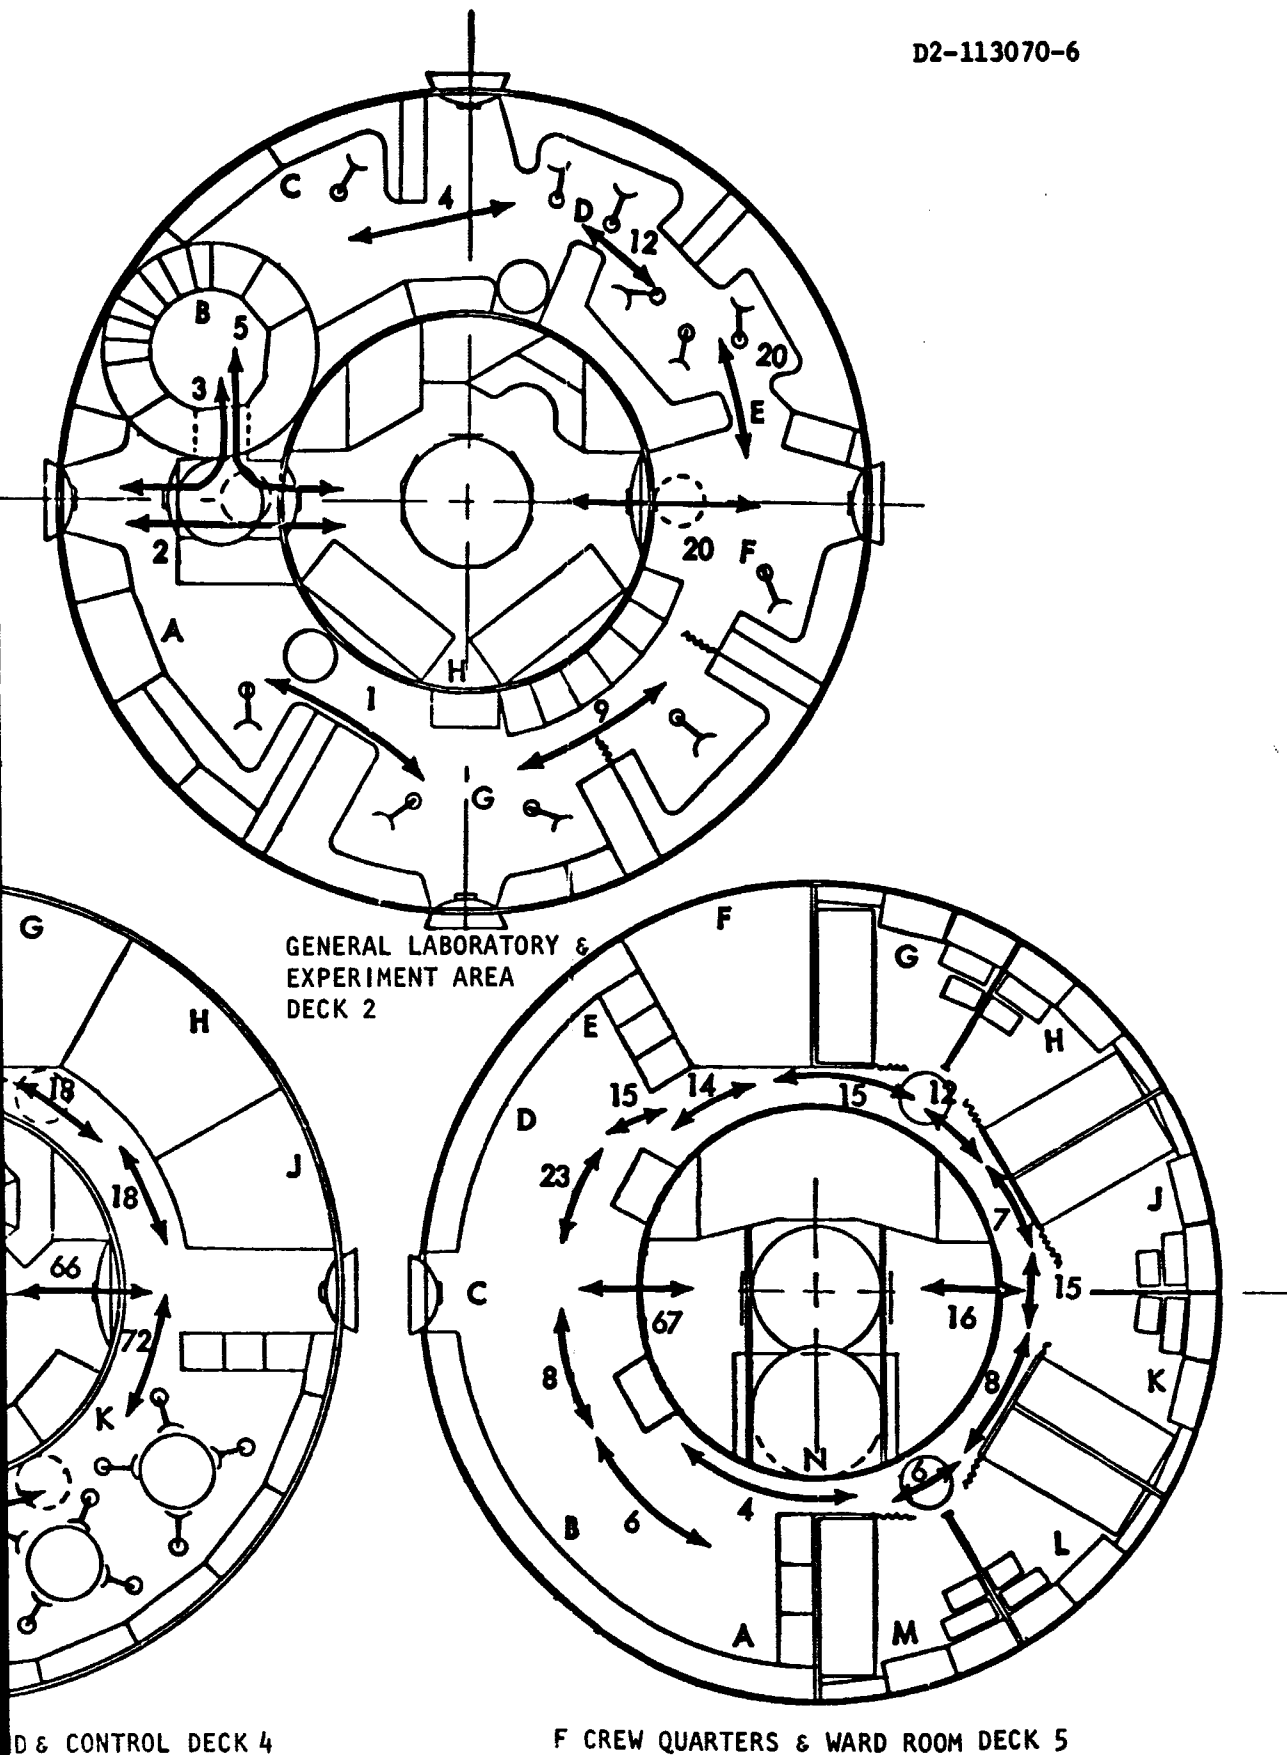 D2-113070-6
C
4
D
12
B
5
20
3
E
2
20
F
A
H
1
9
G
GENERAL LABORATORY &
EXPERIMENT AREA
DECK 2
G
H
18
J
18
66
72
K
F
G
E
H
15
14
15
12
D
23
J
7
C
67
16
15
8
8
K
N
6
4
B
6
L
A
M
D & CONTROL DECK 4
F CREW QUARTERS & WARD ROOM DECK 5